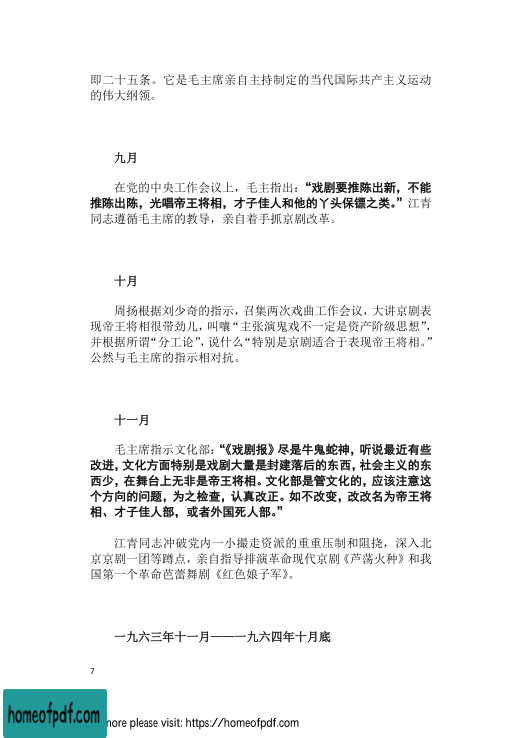 即二十五条。它是毛主席亲自主持制定的当代国际共产主义运动
的伟大纲领。
九月
在党的中央工作会议上，毛主指出：“戏剧要推陈出新，不能
推陈出陈，光唱帝王将相，才子佳人和他的丫头保镖之类。”江青
同志遵循毛主席的教导，亲自着手抓京剧改革。
十月
周扬根据刘少奇的指示，召集两次戏曲工作会议，大讲京剧表
现帝王将相很带劲儿，叫嚷“主张演鬼戏不一定是资产阶级思想”，
并根据所谓“分工论”，说什么“特别是京剧适合于表现帝王将相。”
公然与毛主席的指示相对抗。
十一月
毛主席指示文化部：“《戏剧报》尽是牛鬼蛇神，听说最近有些
改进，文化方面特别是戏剧大量是封建落后的东西，社会主义的东
西少，在舞台上无非是帝王将相。文化部是管文化的，应该注意这
个方向的问题，为之检查，认真改正。如不改变，改改名为帝王将
相、才子佳人部，或者外国死人部。”
江青同志冲破党内一小撮走资派的重重压制和阻挠，深入北
京京剧一团等蹲点，亲自指导排演革命现代京剧《芦荡火种》和我
国第一个革命芭蕾舞剧《红色娘子军》。
一九六三年十一月——一九六四年十月底
7
homeofpdf.com
more please visit: https://homeofpdf.com